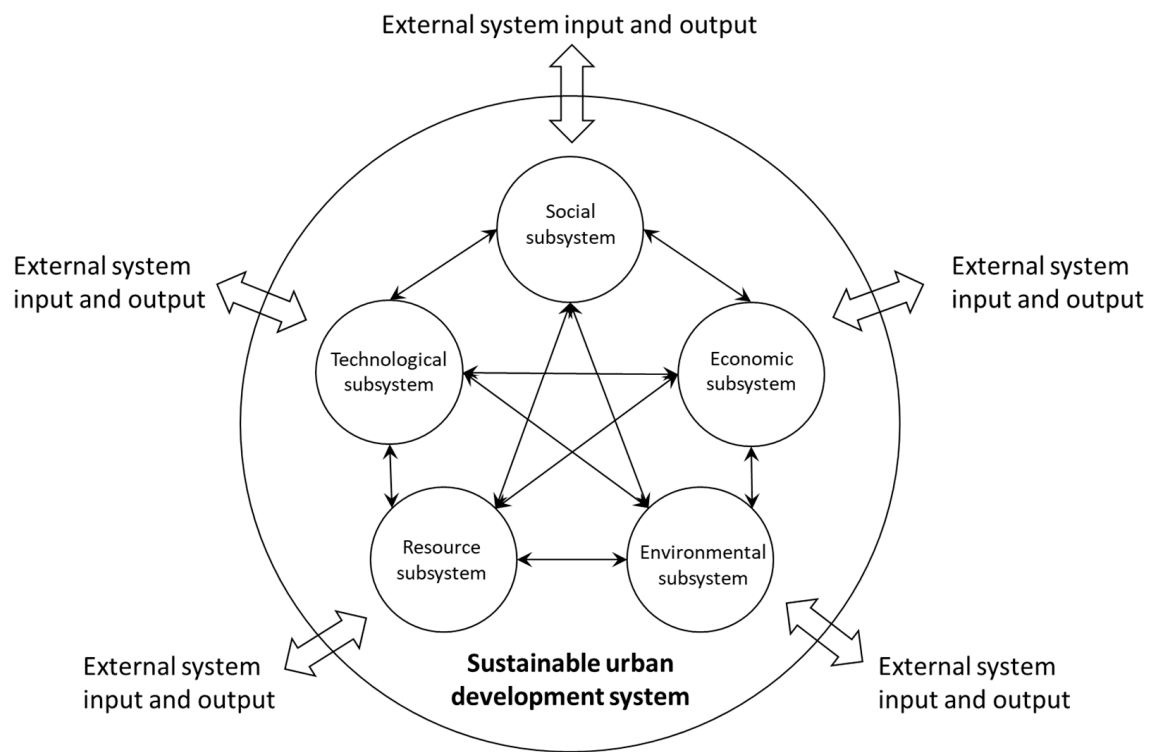 External system input and output
Social
subsystem
External system
input and output
External system
input and output
Technological
subsystem
Economic
subsystem
Resource
subsystem
Environmental
subsystem
Sustainable urban
development system
External system
input and output
External system
input and output